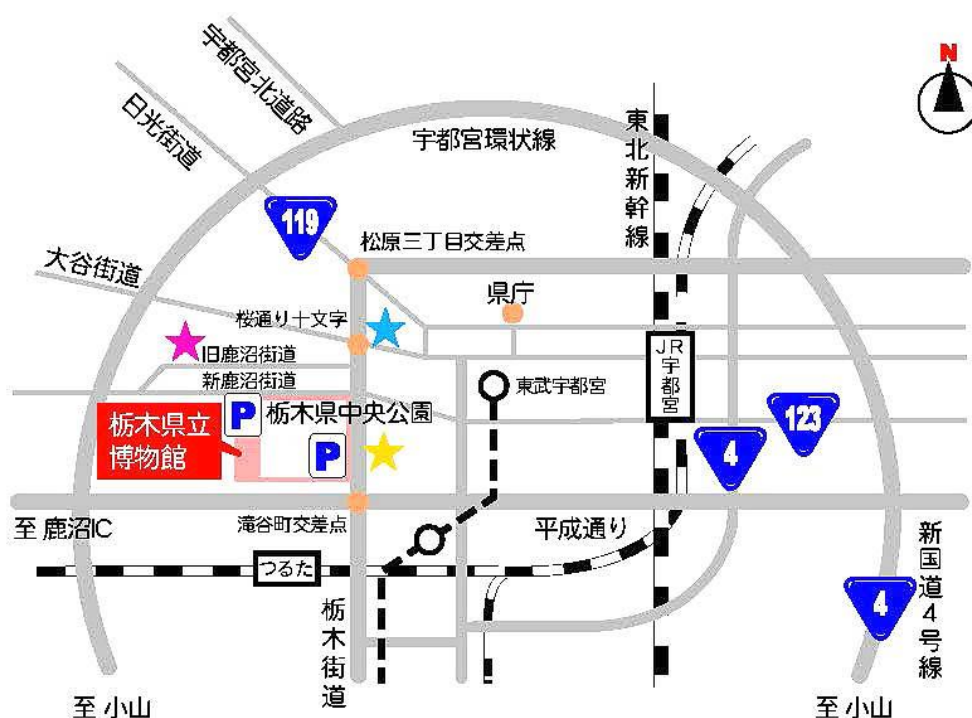 N
宇都宮北道路
日光街道
宇都宮環状線
東北新幹線
119
松原三丁目交差点
大谷街道
県庁
桜通り十文字
旧鹿沼街道
新鹿沼街道
JR宇都宮
東武宇都宮
P
栃木県中央公園
123
栃木県立
博物館
P
4
滝谷町交差点
平成通り
至 鹿沼IC
新国道4号線
つるた
4
栃木街道
至 小山
至 小山